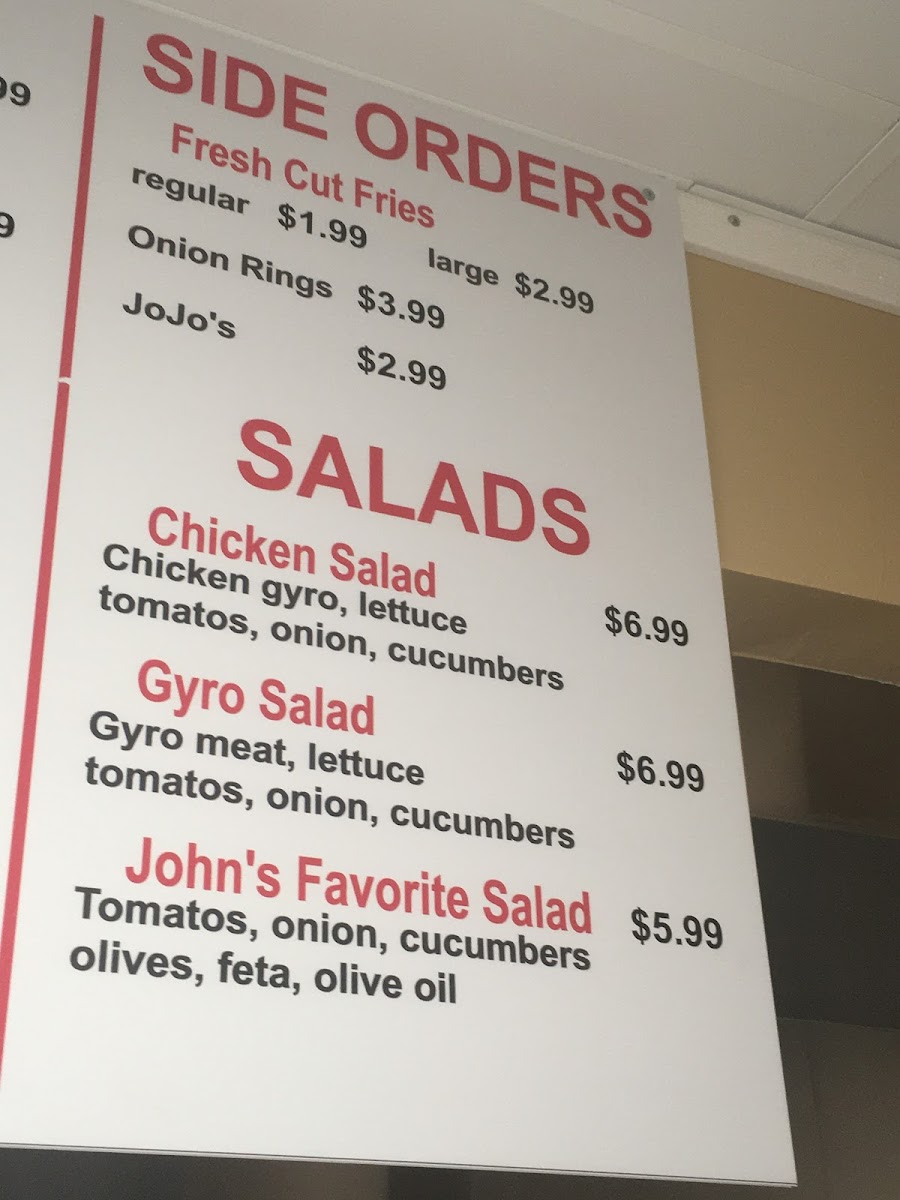 SIDE ORDERS
Fresh Cut Fries
regular $1.99 large $2.99
Onion Rings $3.99
JoJo's $2.99
SALADS
Chicken Salad
Chicken gyro, lettuce $6.99
tomatos, onion, cucumbers
Gyro Salad
Gyro meat, lettuce $6.99
tomatos, onion, cucumbers
John's Favorite Salad $5.99
Tomatos, onion, cucumbers
olives, feta, olive oil